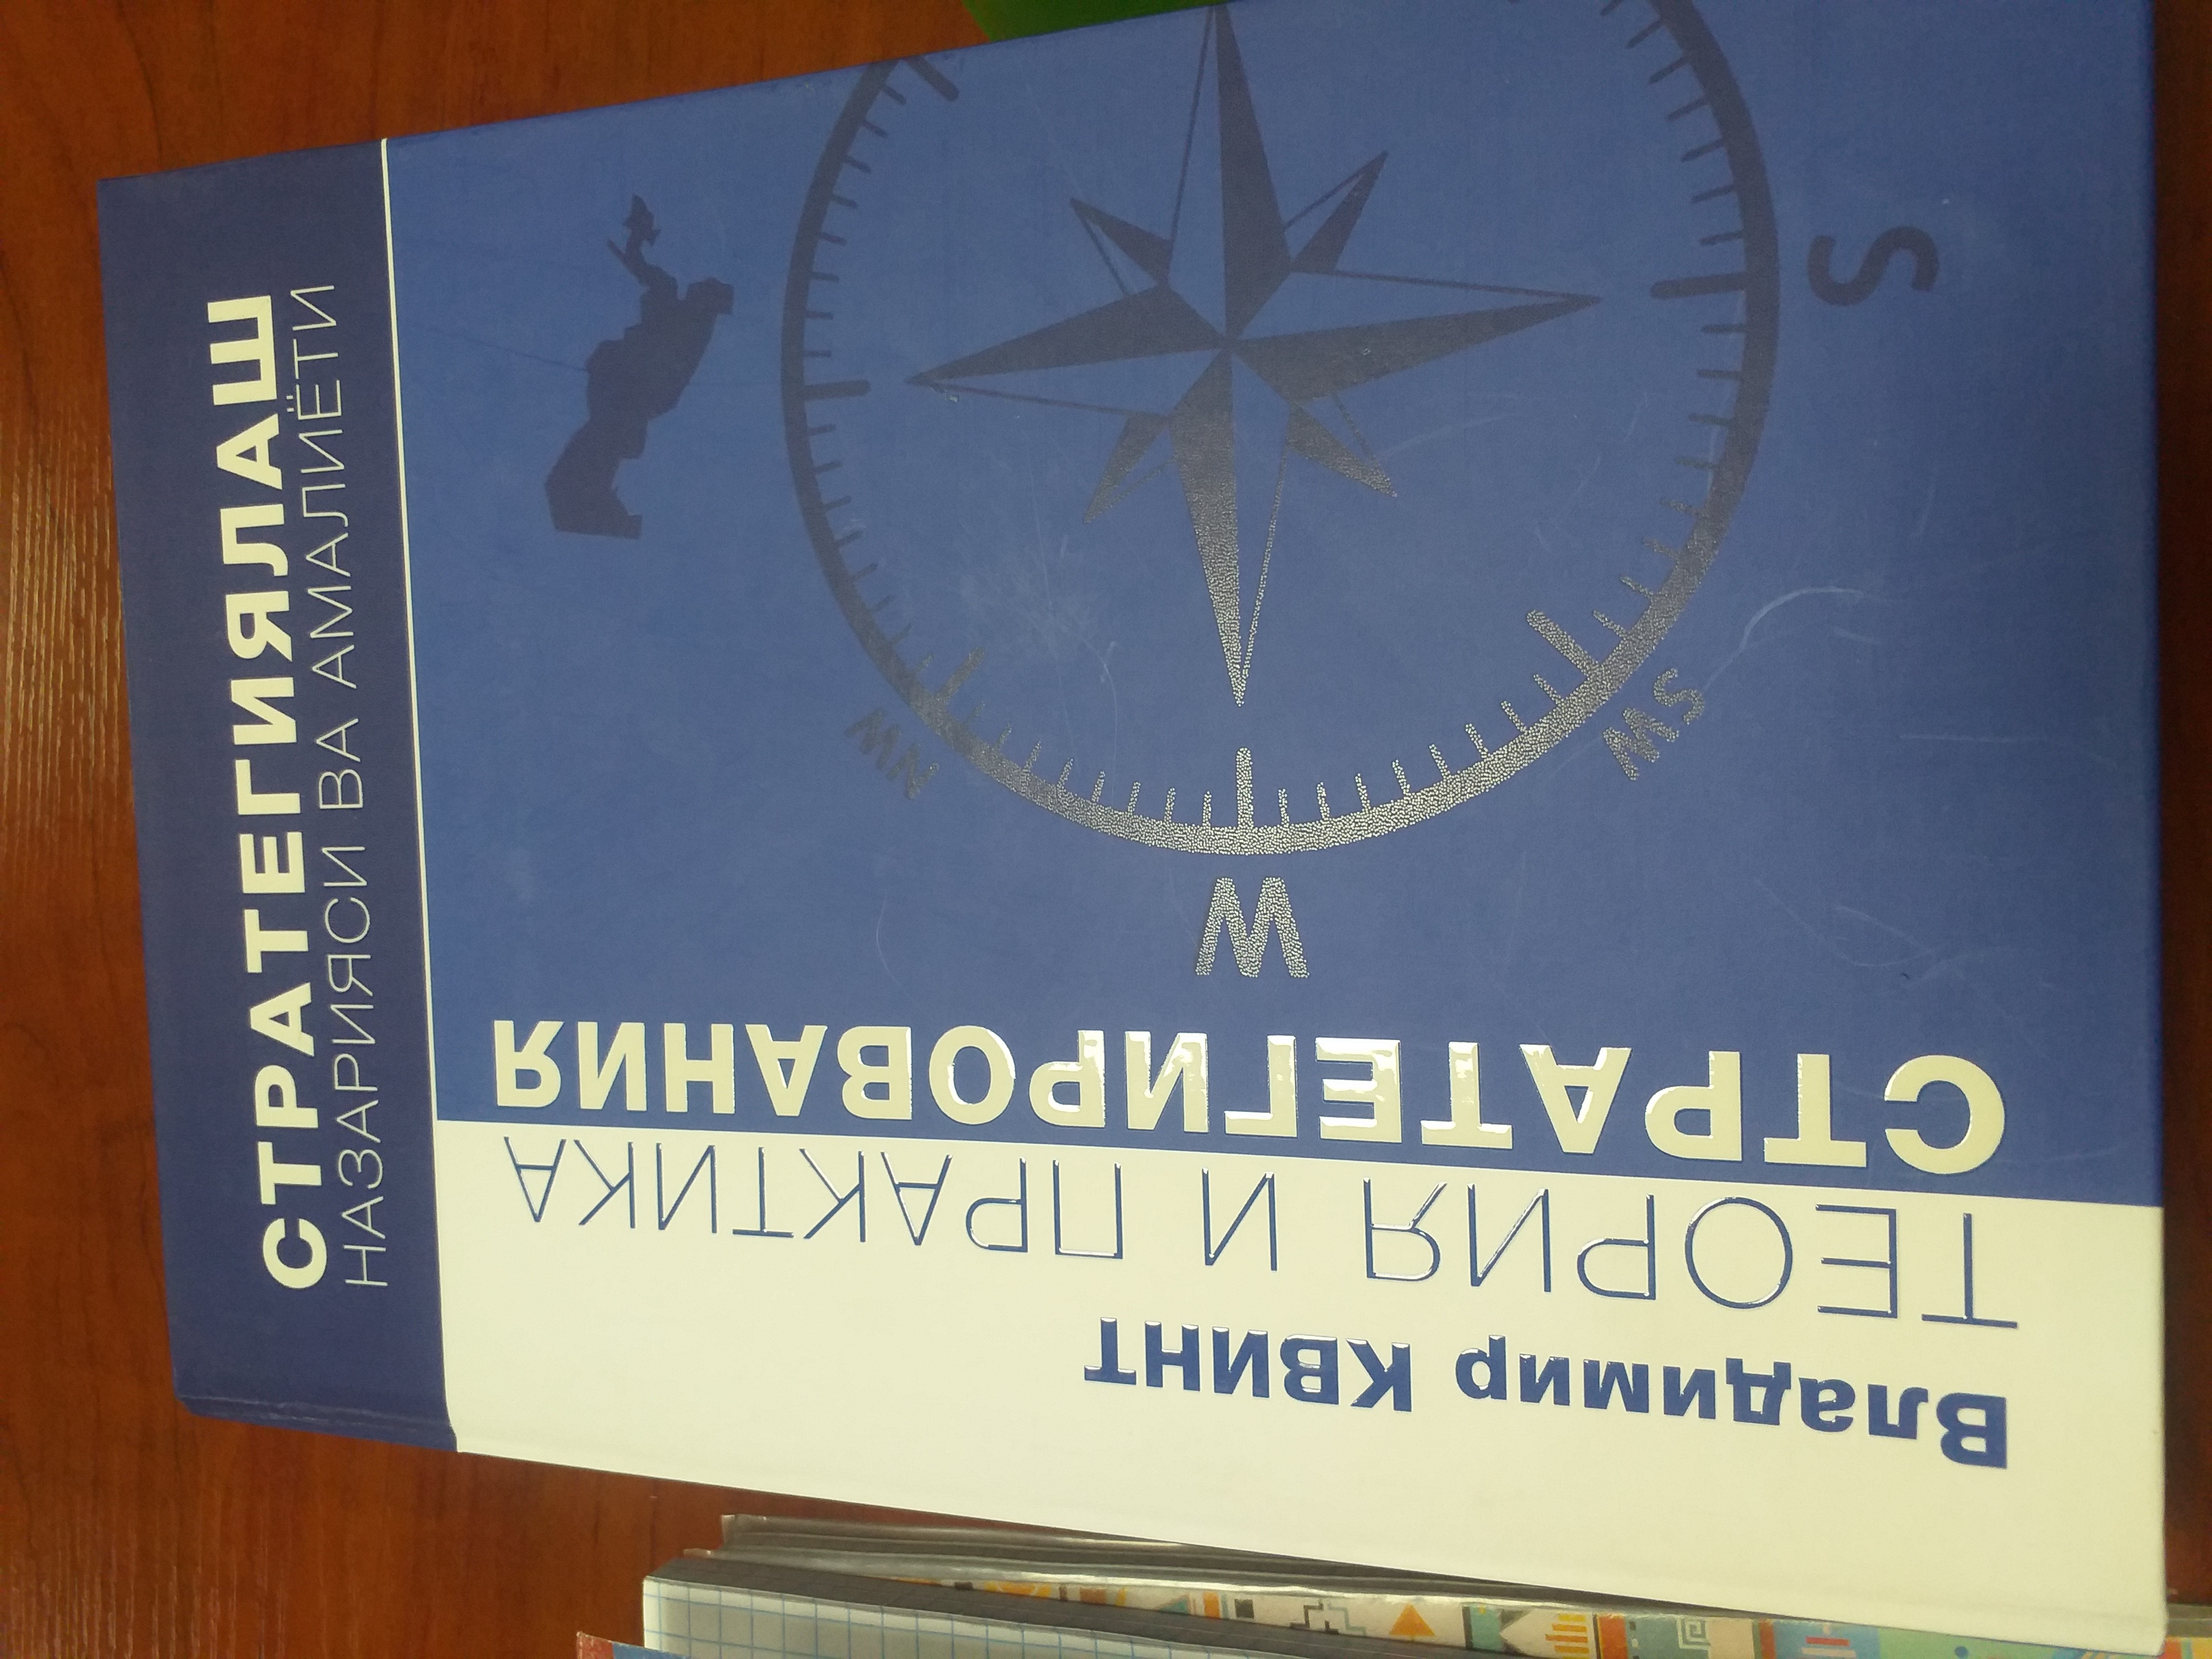 СТРАТЕГИЯЛАШ
НАЗАРИЯСИ ВА АМАЛИЁТИ
Владимир КВИНТ
ТЕОРИЯ И ПРАКТИКА
СТРАТЕГИРОВАНИЯ
NW
W
SW
S